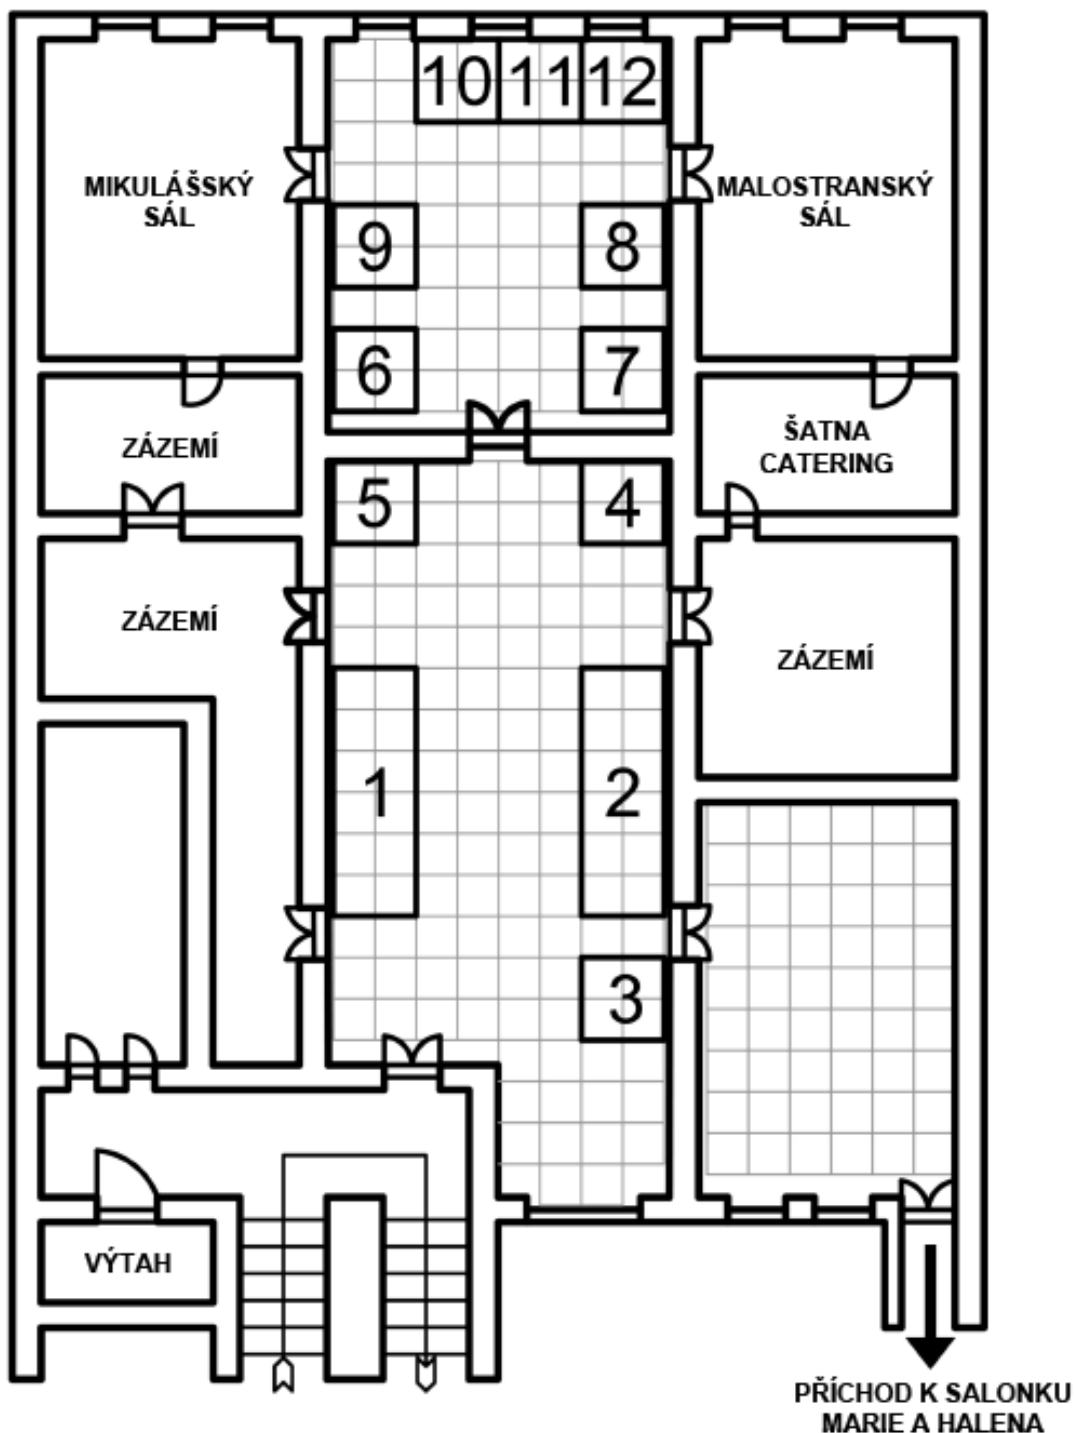 10 11 12
MIKULÁŠSKÝ
SÁL
MALOSTRANSKÝ
SÁL
9
8
6
7
ZÁZEMÍ
ŠATNA
CATERING
5
4
ZÁZEMÍ
ZÁZEMÍ
1
2
3
VÝTAH
PŘÍCHOD K SALONKU
MARIE A HALENA